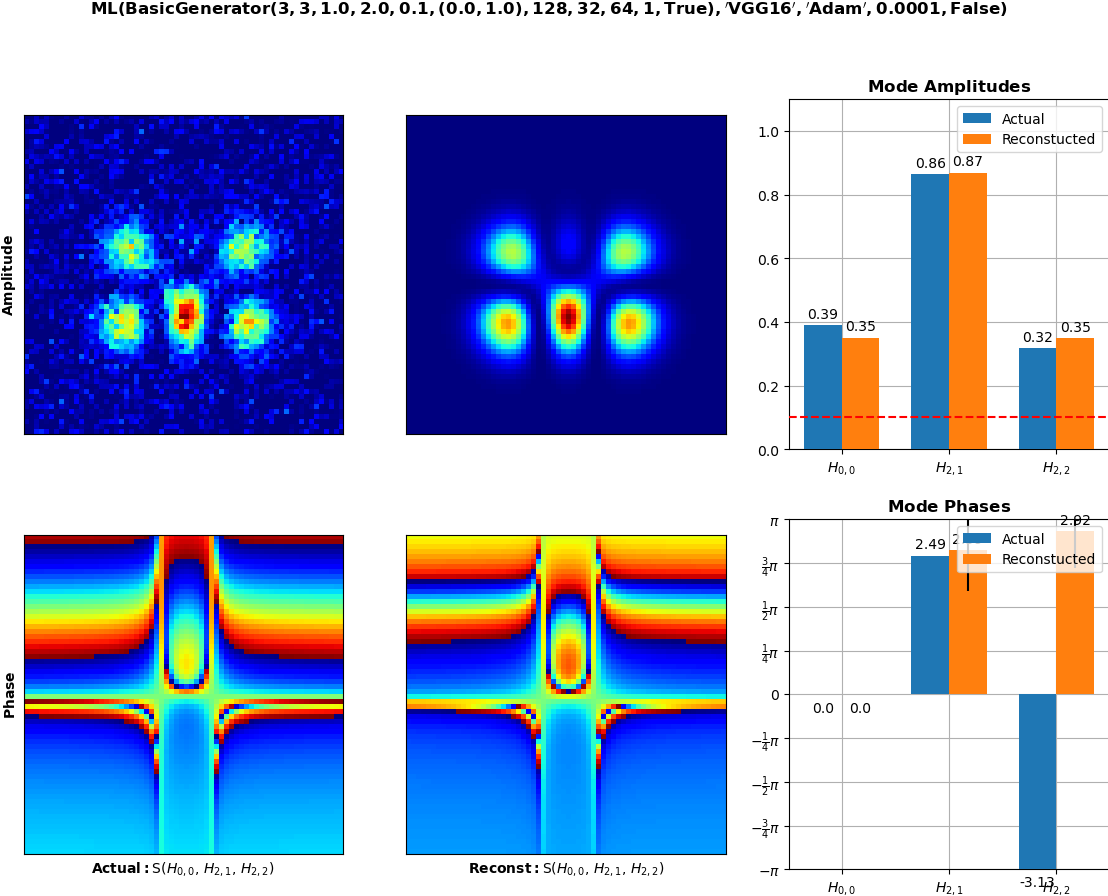 ML(BasicGenerator(3, 3, 1.0, 2.0, 0.1, (0.0, 1.0), 128, 32, 64, 1, True), ′VGG16′, ′Adam′, 0.0001, False)
Amplitude
Mode Amplitudes
Actual
Reconstucted
1.0
0.8
0.6
0.4
0.2
0.0
0.39
0.35
0.86
0.87
0.32
0.35
H0,0
H2,1
H2,2
Phase
Actual: S(H0,0, H2,1, H2,2)
Reconst: S(H0,0, H2,1, H2,2)
Mode Phases
Actual
Reconstucted
π
3/4π
1/2π
1/4π
0
−1/4π
−1/2π
−3/4π
−π
0.0
0.0
2.49
2.92
-3.13
H0,0
H2,1
H2,2